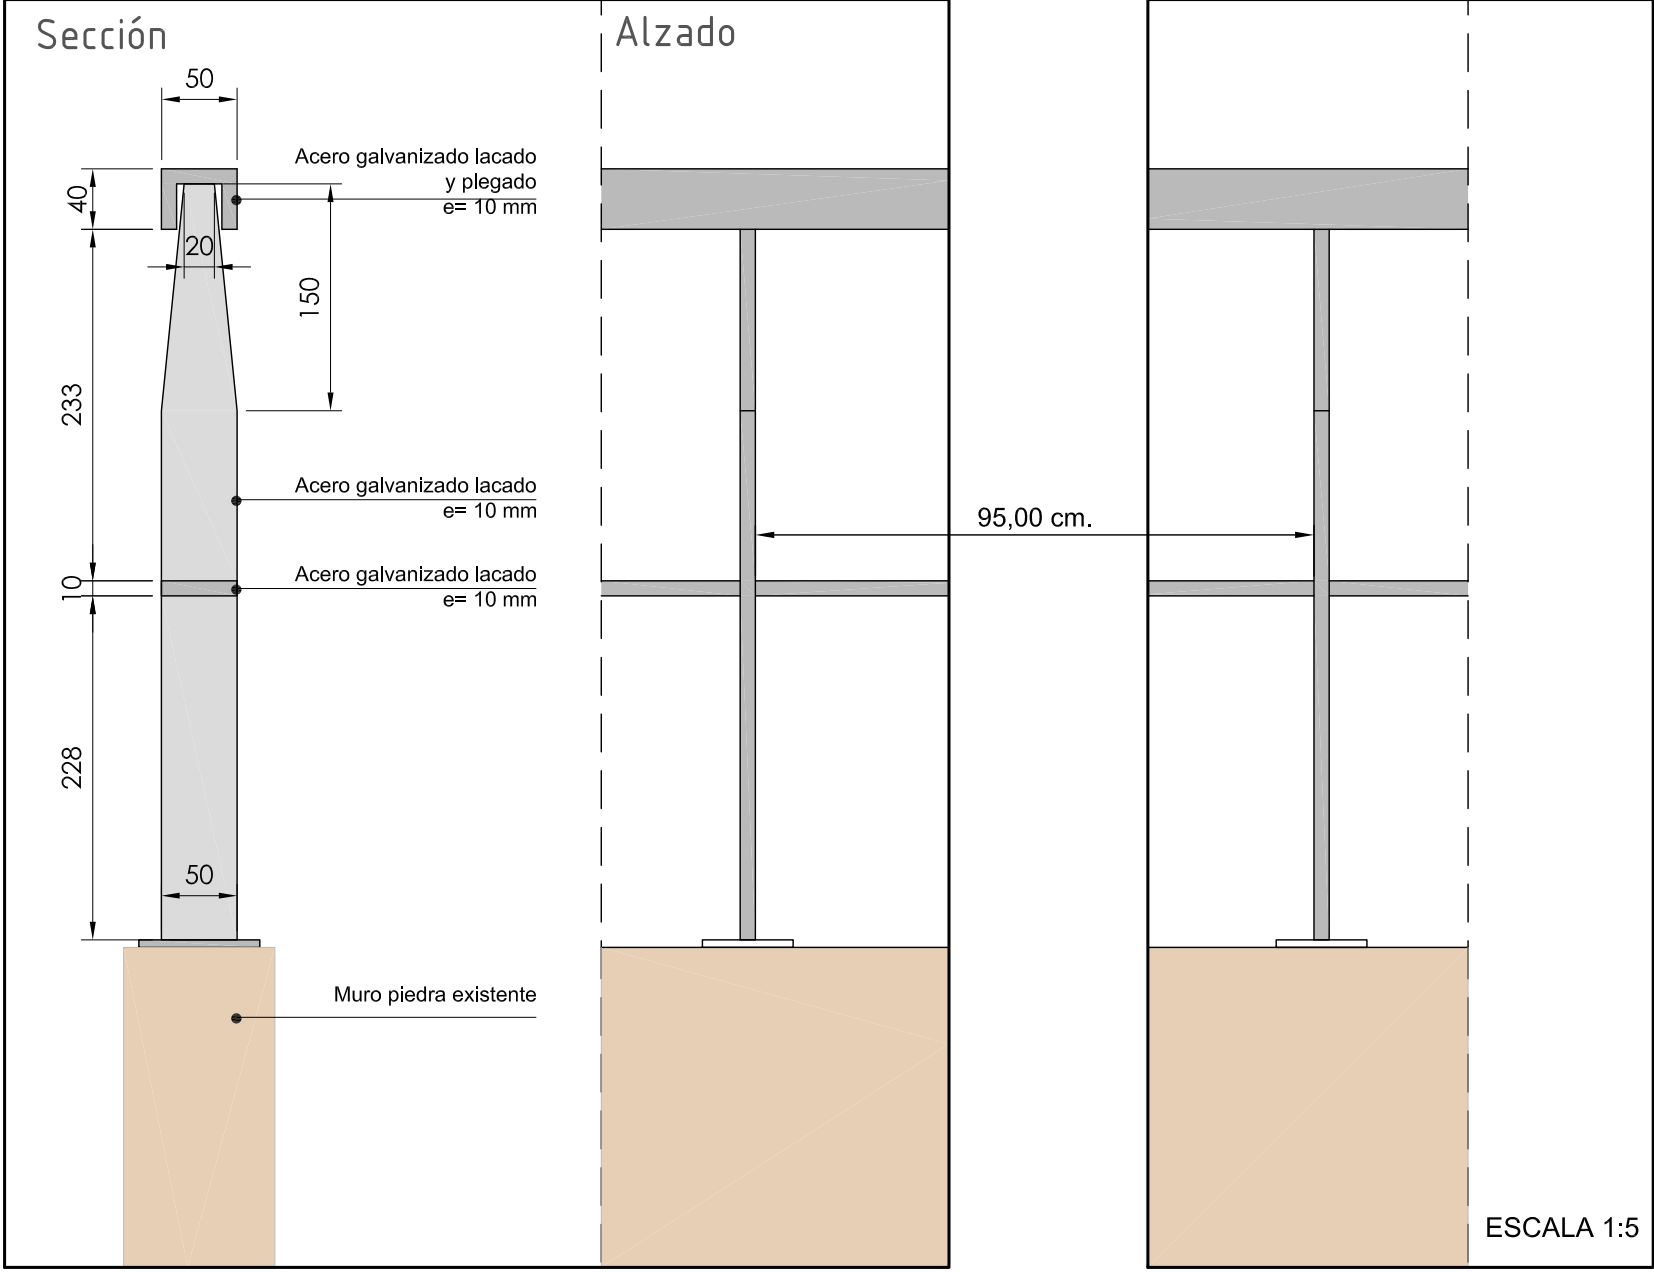 Sección
Alzado
50
Acero galvanizado lacado
y plegado
e= 10 mm
40
20
150
233
Acero galvanizado lacado
e= 10 mm
95,00 cm.
Acero galvanizado lacado
e= 10 mm
10
228
50
Muro piedra existente
ESCALA 1:5